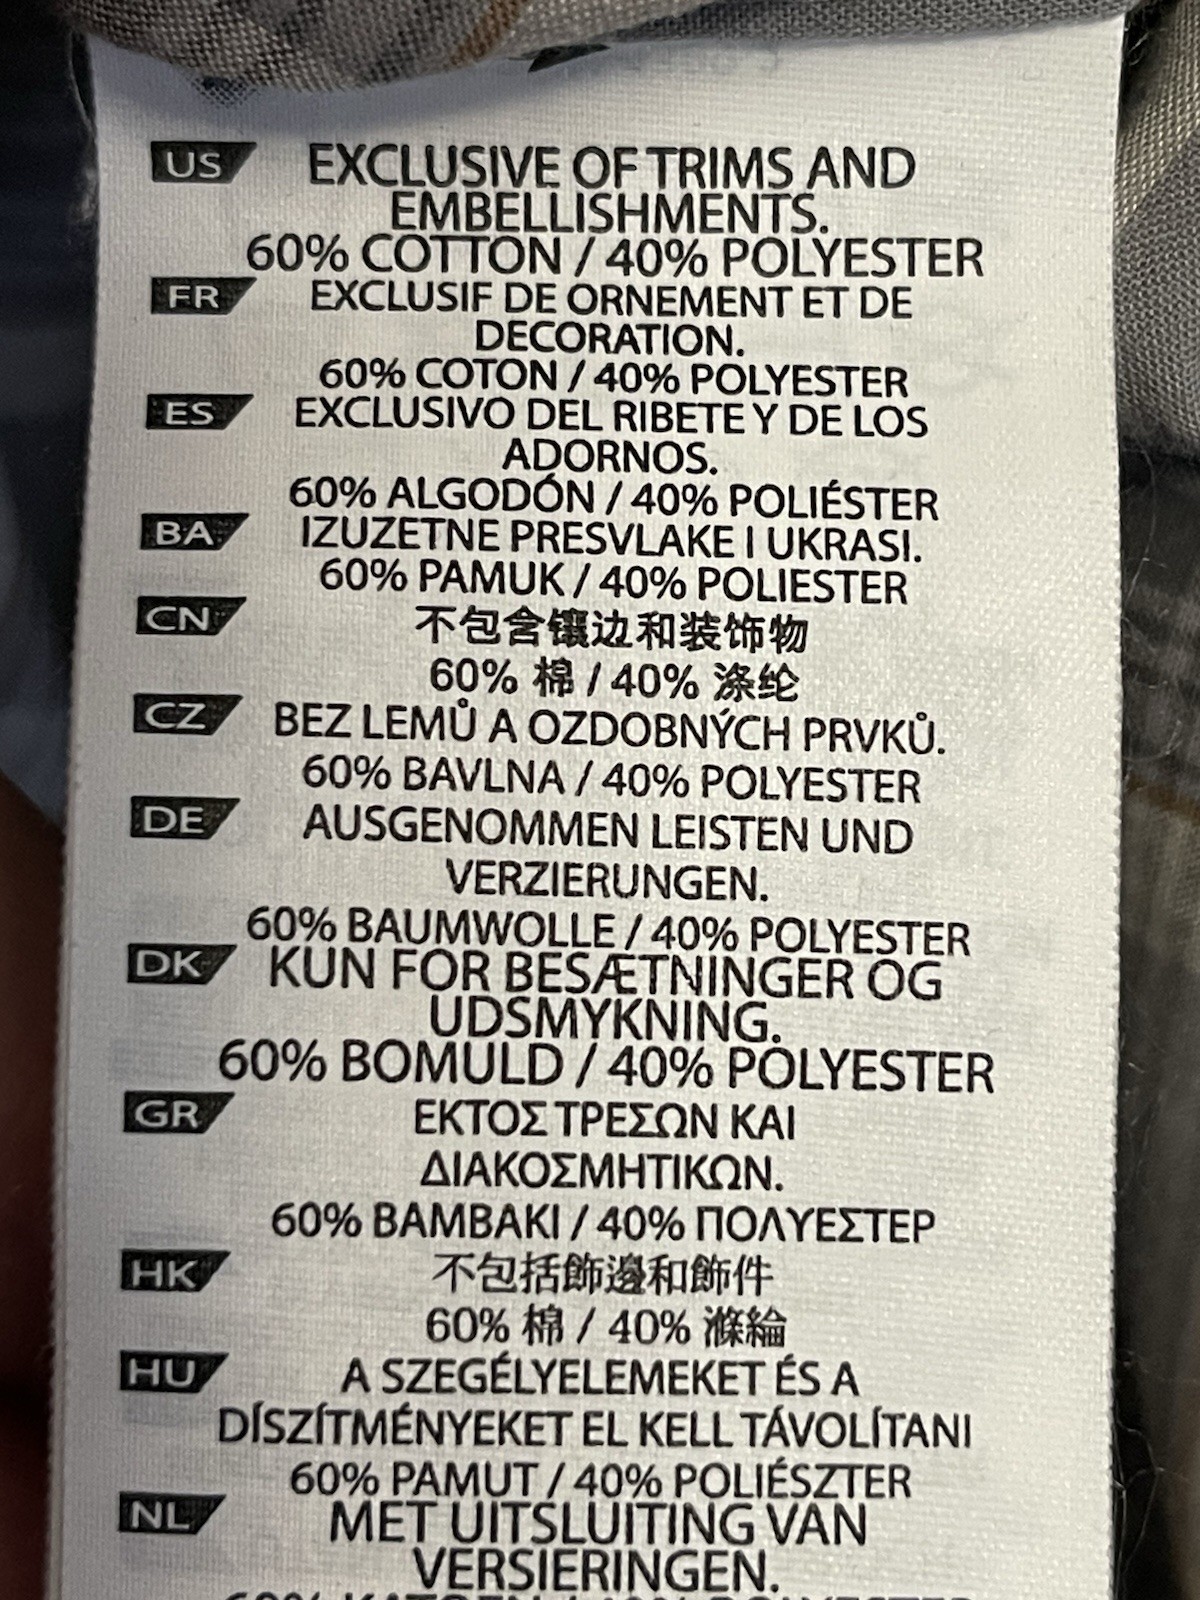 US EXCLUSIVE OF TRIMS AND
EMBELLISHMENTS.
60% COTTON / 40% POLYESTER
FR EXCLUSIF DE ORNEMENT ET DE
DECORATION.
60% COTON / 40% POLYESTER
ES EXCLUSIVO DEL RIBETE Y DE LOS
ADORNOS.
60% ALGODÓN / 40% POLIÉSTER
BA IZUZETNE PRESVLAKE I UKRASI.
60% PAMUK / 40% POLIESTER
CN 不包含镶边和装饰物
60% 棉 / 40% 涤纶
CZ BEZ LEMŮ A OZDOBNÝCH PRVKŮ.
60% BAVLNA / 40% POLYESTER
DE AUSGENOMMEN LEISTEN UND
VERZIERUNGEN.
60% BAUMWOLLE / 40% POLYESTER
DK KUN FOR BESÆTNINGER OG
UDSMYKNING.
60% BOMULD / 40% POLYESTER
GR ΕΚΤΟΣ ΤΡΕΣΩΝ ΚΑΙ
ΔΙΑΚΟΣΜΗΤΙΚΩΝ.
60% ΒΑΜΒΑΚΙ / 40% ΠΟΛΥΕΣΤΕΡ
HK 不包括飾邊和飾件
60% 棉 / 40% 滌綸
HU A SZEGÉLYELEMEKET ÉS A
DÍSZÍTMÉNYEKET EL KELL TÁVOLÍTANI
60% PAMUT / 40% POLIÉSZTER
NL MET UITSLUITING VAN
VERSIERINGEN.
60% KATOEN / 40% POLYESTER